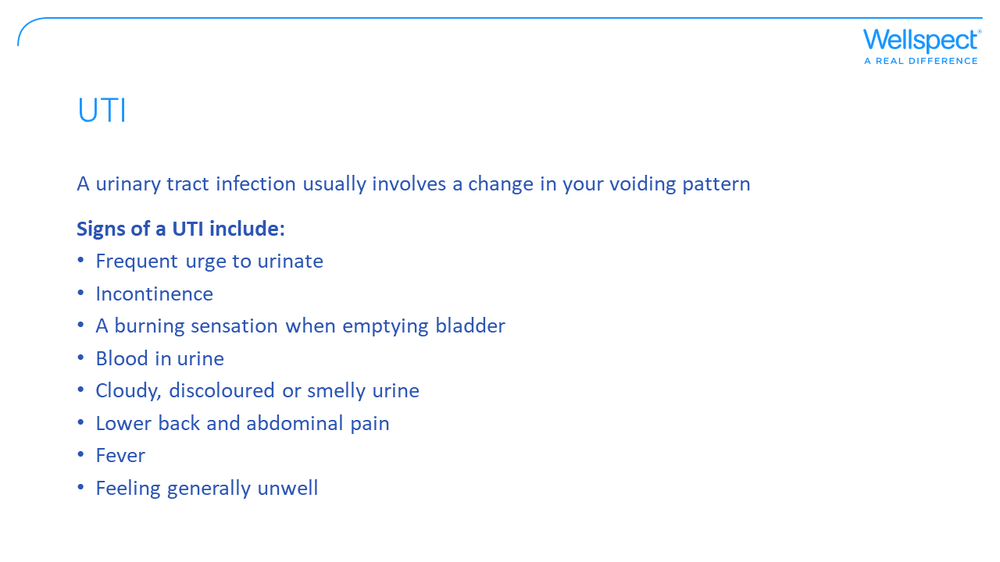 Wellspect®
A REAL DIFFERENCE
UTI
A urinary tract infection usually involves a change in your voiding pattern
Signs of a UTI include:
• Frequent urge to urinate
• Incontinence
• A burning sensation when emptying bladder
• Blood in urine
• Cloudy, discoloured or smelly urine
• Lower back and abdominal pain
• Fever
• Feeling generally unwell